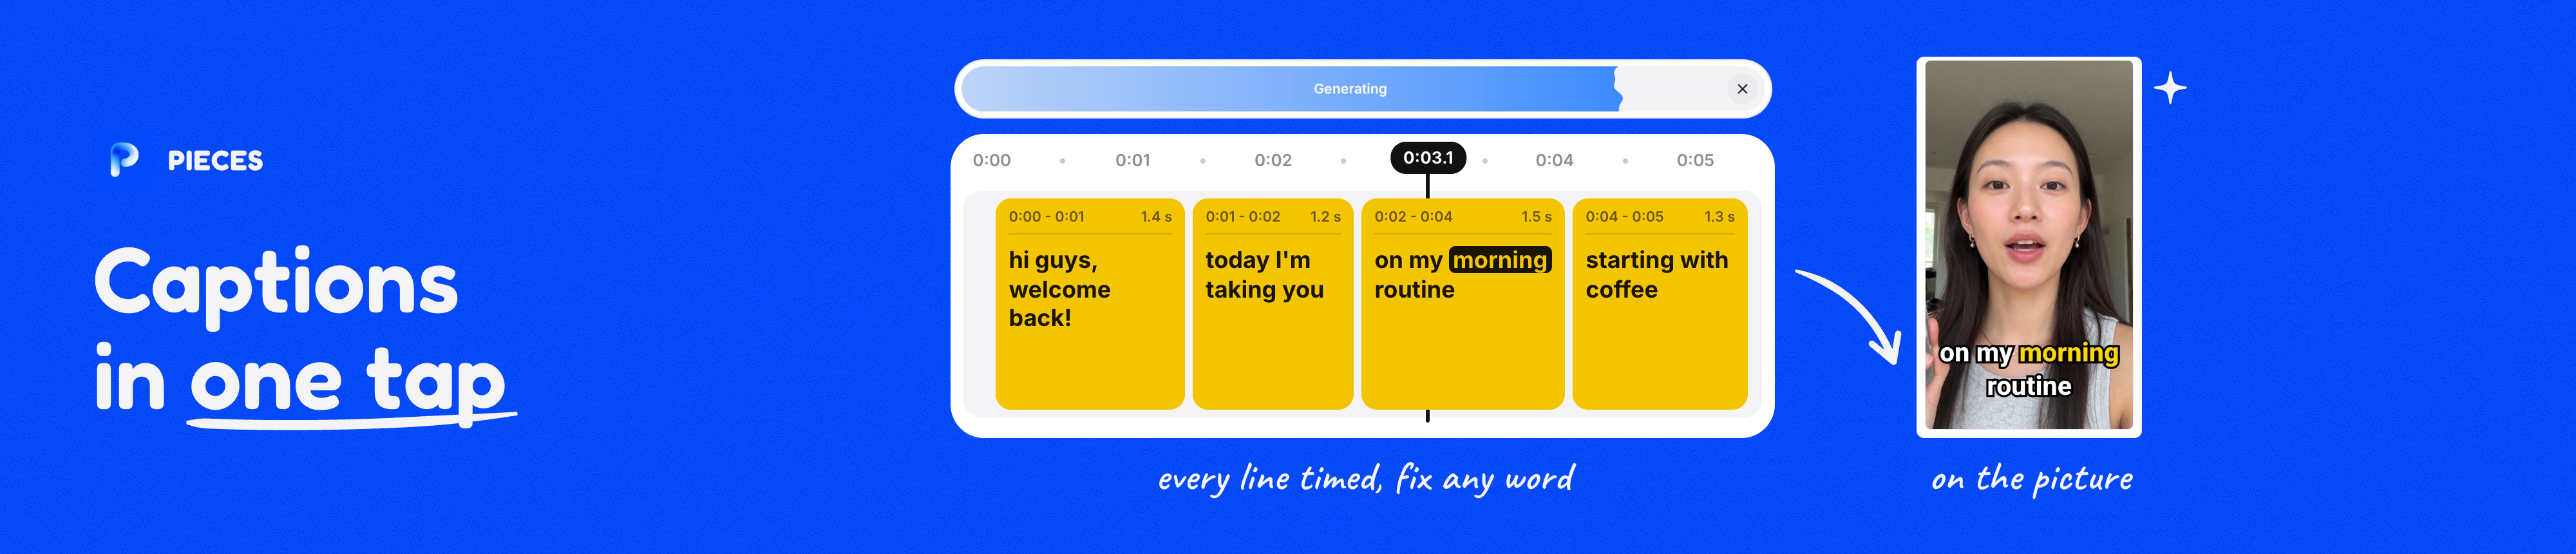 PIECES
Captions
in one tap
Generating
0:00
0:01
0:02
0:03.1
0:04
0:05
0:00 - 0:01 1.4 s
hi guys,
welcome
back!
0:01 - 0:02 1.2 s
today I'm
taking you
0:02 - 0:04 1.5 s
on my morning
routine
0:04 - 0:05 1.3 s
starting with
coffee
every line timed, fix any word
on my morning
routine
on the picture